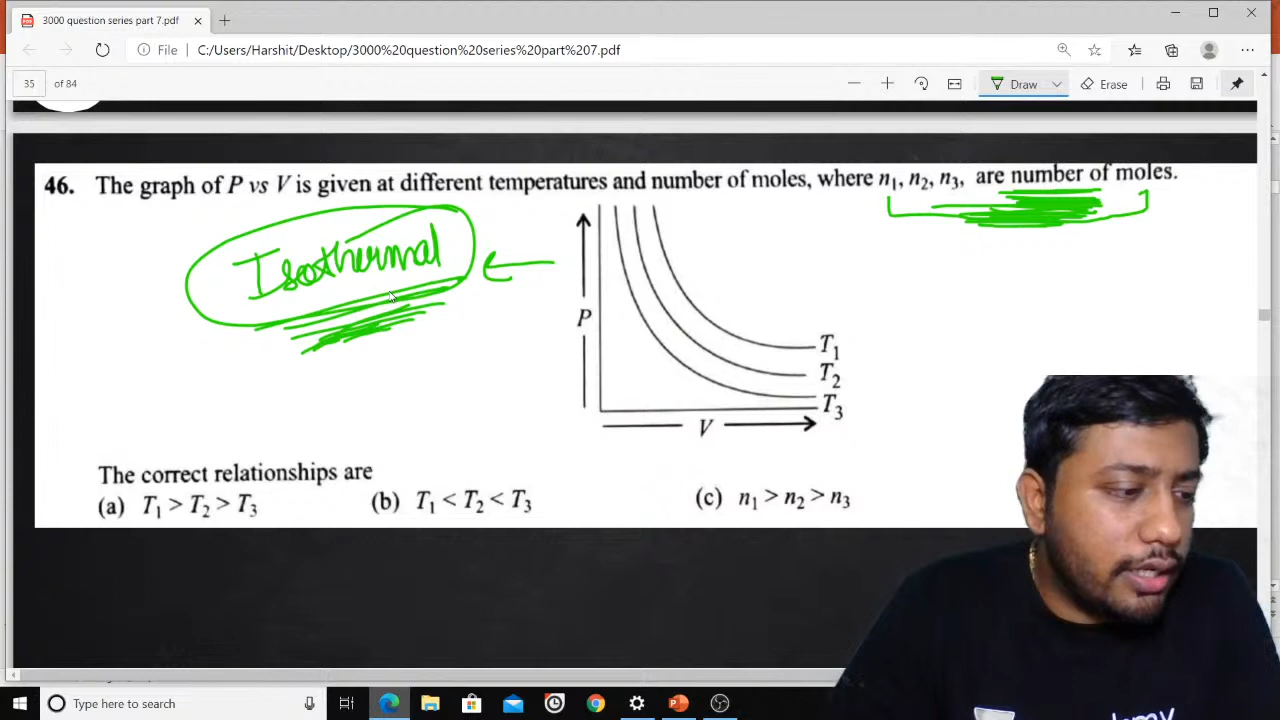 3000 question series part 7.pdf
File
C:/Users/Harshit/Desktop/3000%20question%20series%20part%207.pdf
35
of 84
Draw
Erase
46. The graph of P vs V is given at different temperatures and number of moles, where n₁, n₂, n₃, are number of moles.
Isothermal
P
T₁
T₂
T₃
V
The correct relationships are
(a) T₁ > T₂ > T₃ (b) T₁ < T₂ < T₃ (c) n₁ > n₂ > n₃
Type here to search